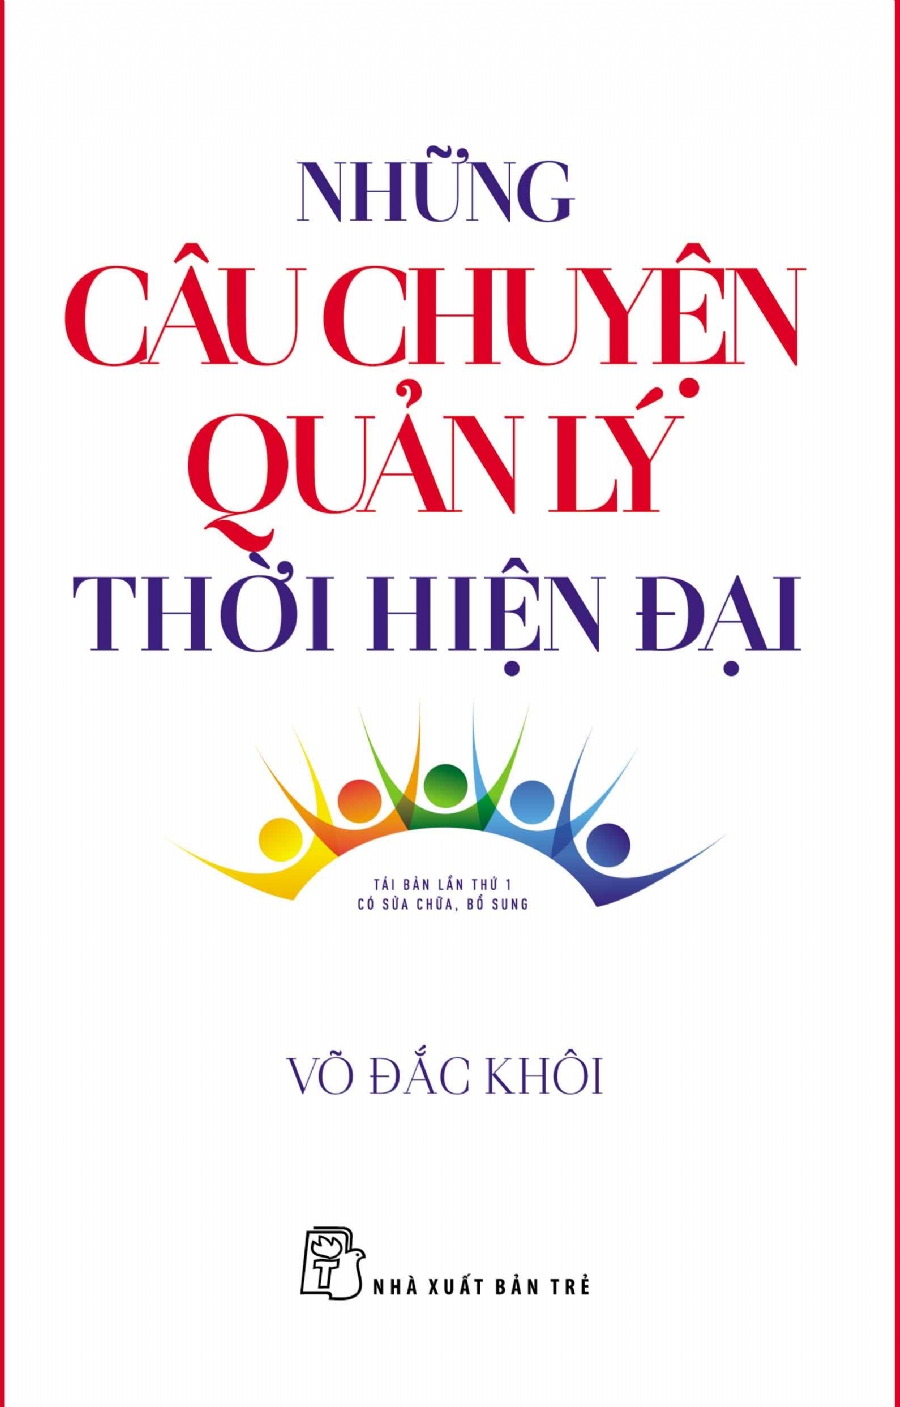 NHỮNG
CÂU CHUYỆN
QUẢN LÝ
THỜI HIỆN ĐẠI
TÁI BẢN LẦN THỨ 1
CÓ SỬA CHỮA, BỔ SUNG
VÕ ĐẮC KHÔI
T
NHÀ XUẤT BẢN TRẺ